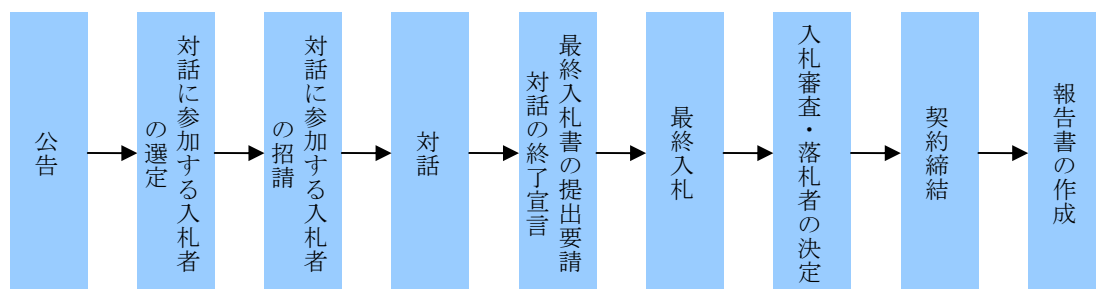 公告
対話に参加する入札者
の選定
対話に参加する入札者
の招請
対話
最終入札書の提出要請
対話の終了宣言
最終入札
入札審査・落札者の決定
契約締結
報告書の作成